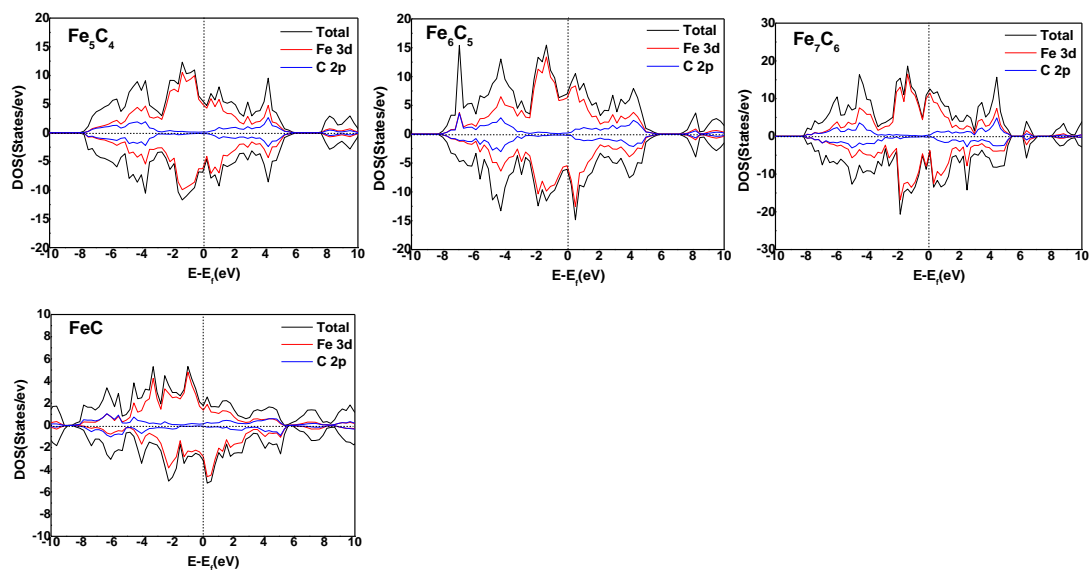 Fe5C4
Total
Fe 3d
C 2p
DOS(States/ev)
20
15
10
5
0
5
-10
-15
-20
-10 -8 -6 -4 -2 0 2 4 6 8 10
E-Ef(eV)
Fe6C5
Total
Fe 3d
C 2p
DOS(States/ev)
20
15
10
5
0
-5
-10
-15
-20
-10 -8 -6 -4 -2 0 2 4 6 8 10
E-Ef(eV)
Fe7C6
Total
Fe 3d
C 2p
DOS(States/ev)
30
20
10
0
-10
-20
-30
-10 -8 -6 -4 -2 0 2 4 6 8 10
E-Ef(eV)
FeC
Total
Fe 3d
C 2p
DOS(States/ev)
10
8
6
4
2
0
-2
-4
-6
-8
-10
-10 -8 -6 -4 -2 0 2 4 6 8 10
E-Ef(eV)